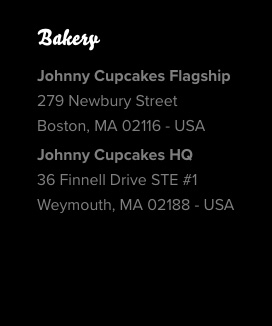 Bakery
Johnny Cupcakes Flagship
279 Newbury Street
Boston, MA 02116 - USA
Johnny Cupcakes HQ
36 Finnell Drive STE #1
Weymouth, MA 02188 - USA